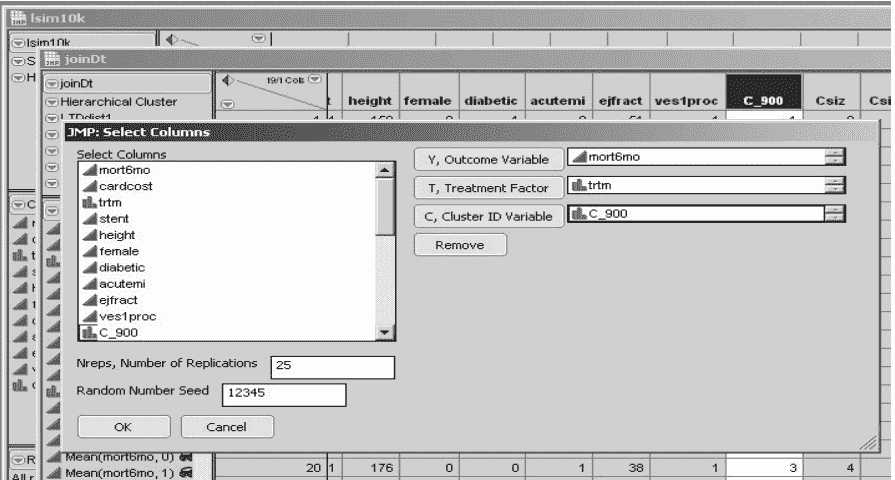 lsim10k
lsim10k
joinDt
joinDt
19/1 Cols
Hierarchical Cluster
height female diabetic acutemi ejfract ves1proc C_900 Csiz Csi
JMP: Select Columns
Select Columns
mort6mo
cardcost
trtm
stent
height
female
diabetic
acutemi
ejfract
ves1proc
C_900
Y, Outcome Variable mort6mo
T, Treatment Factor trtm
C, Cluster ID Variable C_900
Remove
Nreps, Number of Replications 25
Random Number Seed 12345
OK Cancel
Mean(mort6mo, 0)
Mean(mort6mo, 1)
20 1 176 0 0 1 38 1 3 4